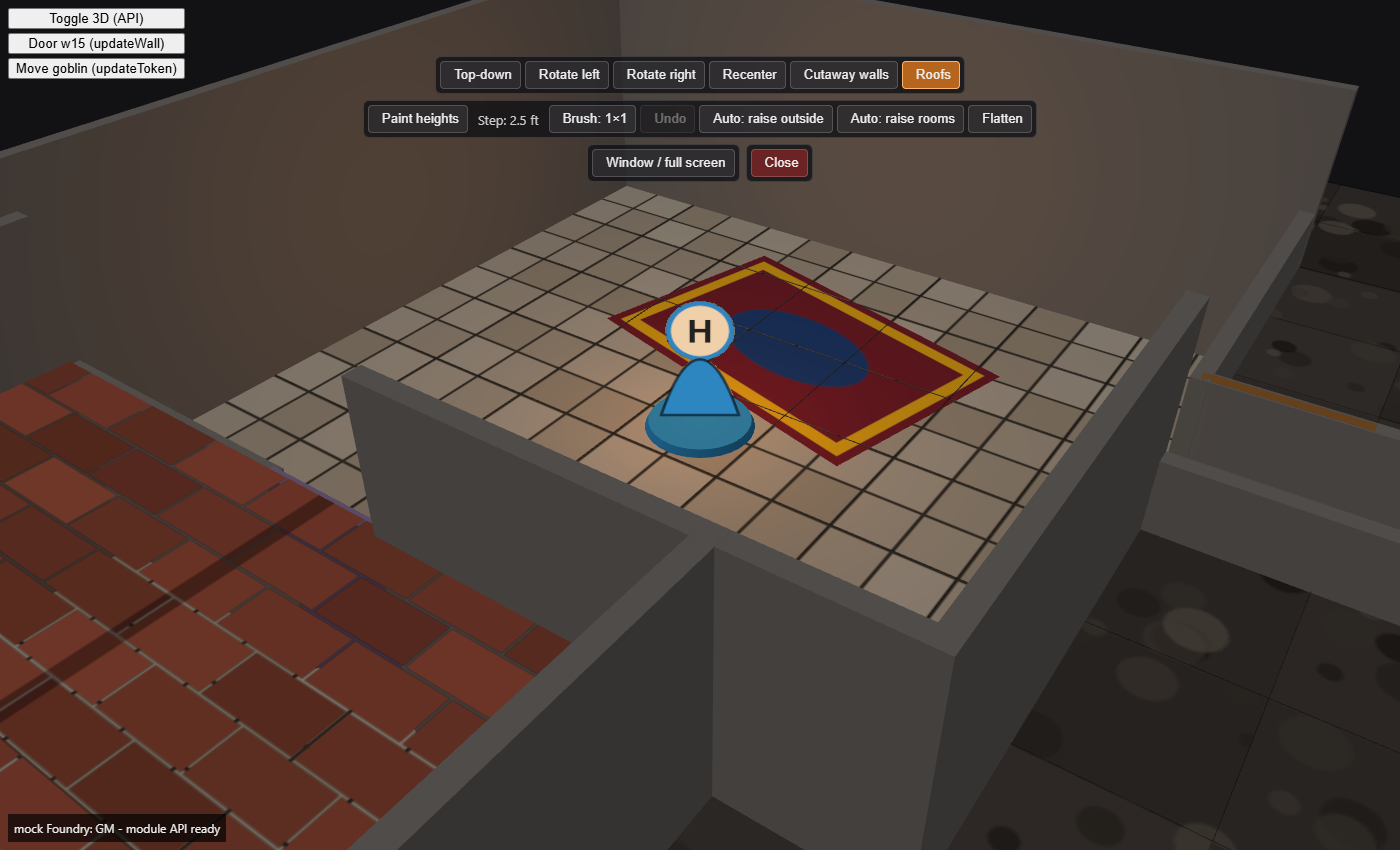 Toggle 3D (API)
Door w15 (updateWall)
Move goblin (updateToken)
Top-down Rotate left Rotate right Recenter Cutaway walls Roofs
Paint heights Step: 2.5 ft Brush: 1×1 Undo Auto: raise outside Auto: raise rooms Flatten
Window / full screen Close
H
mock Foundry: GM - module API ready